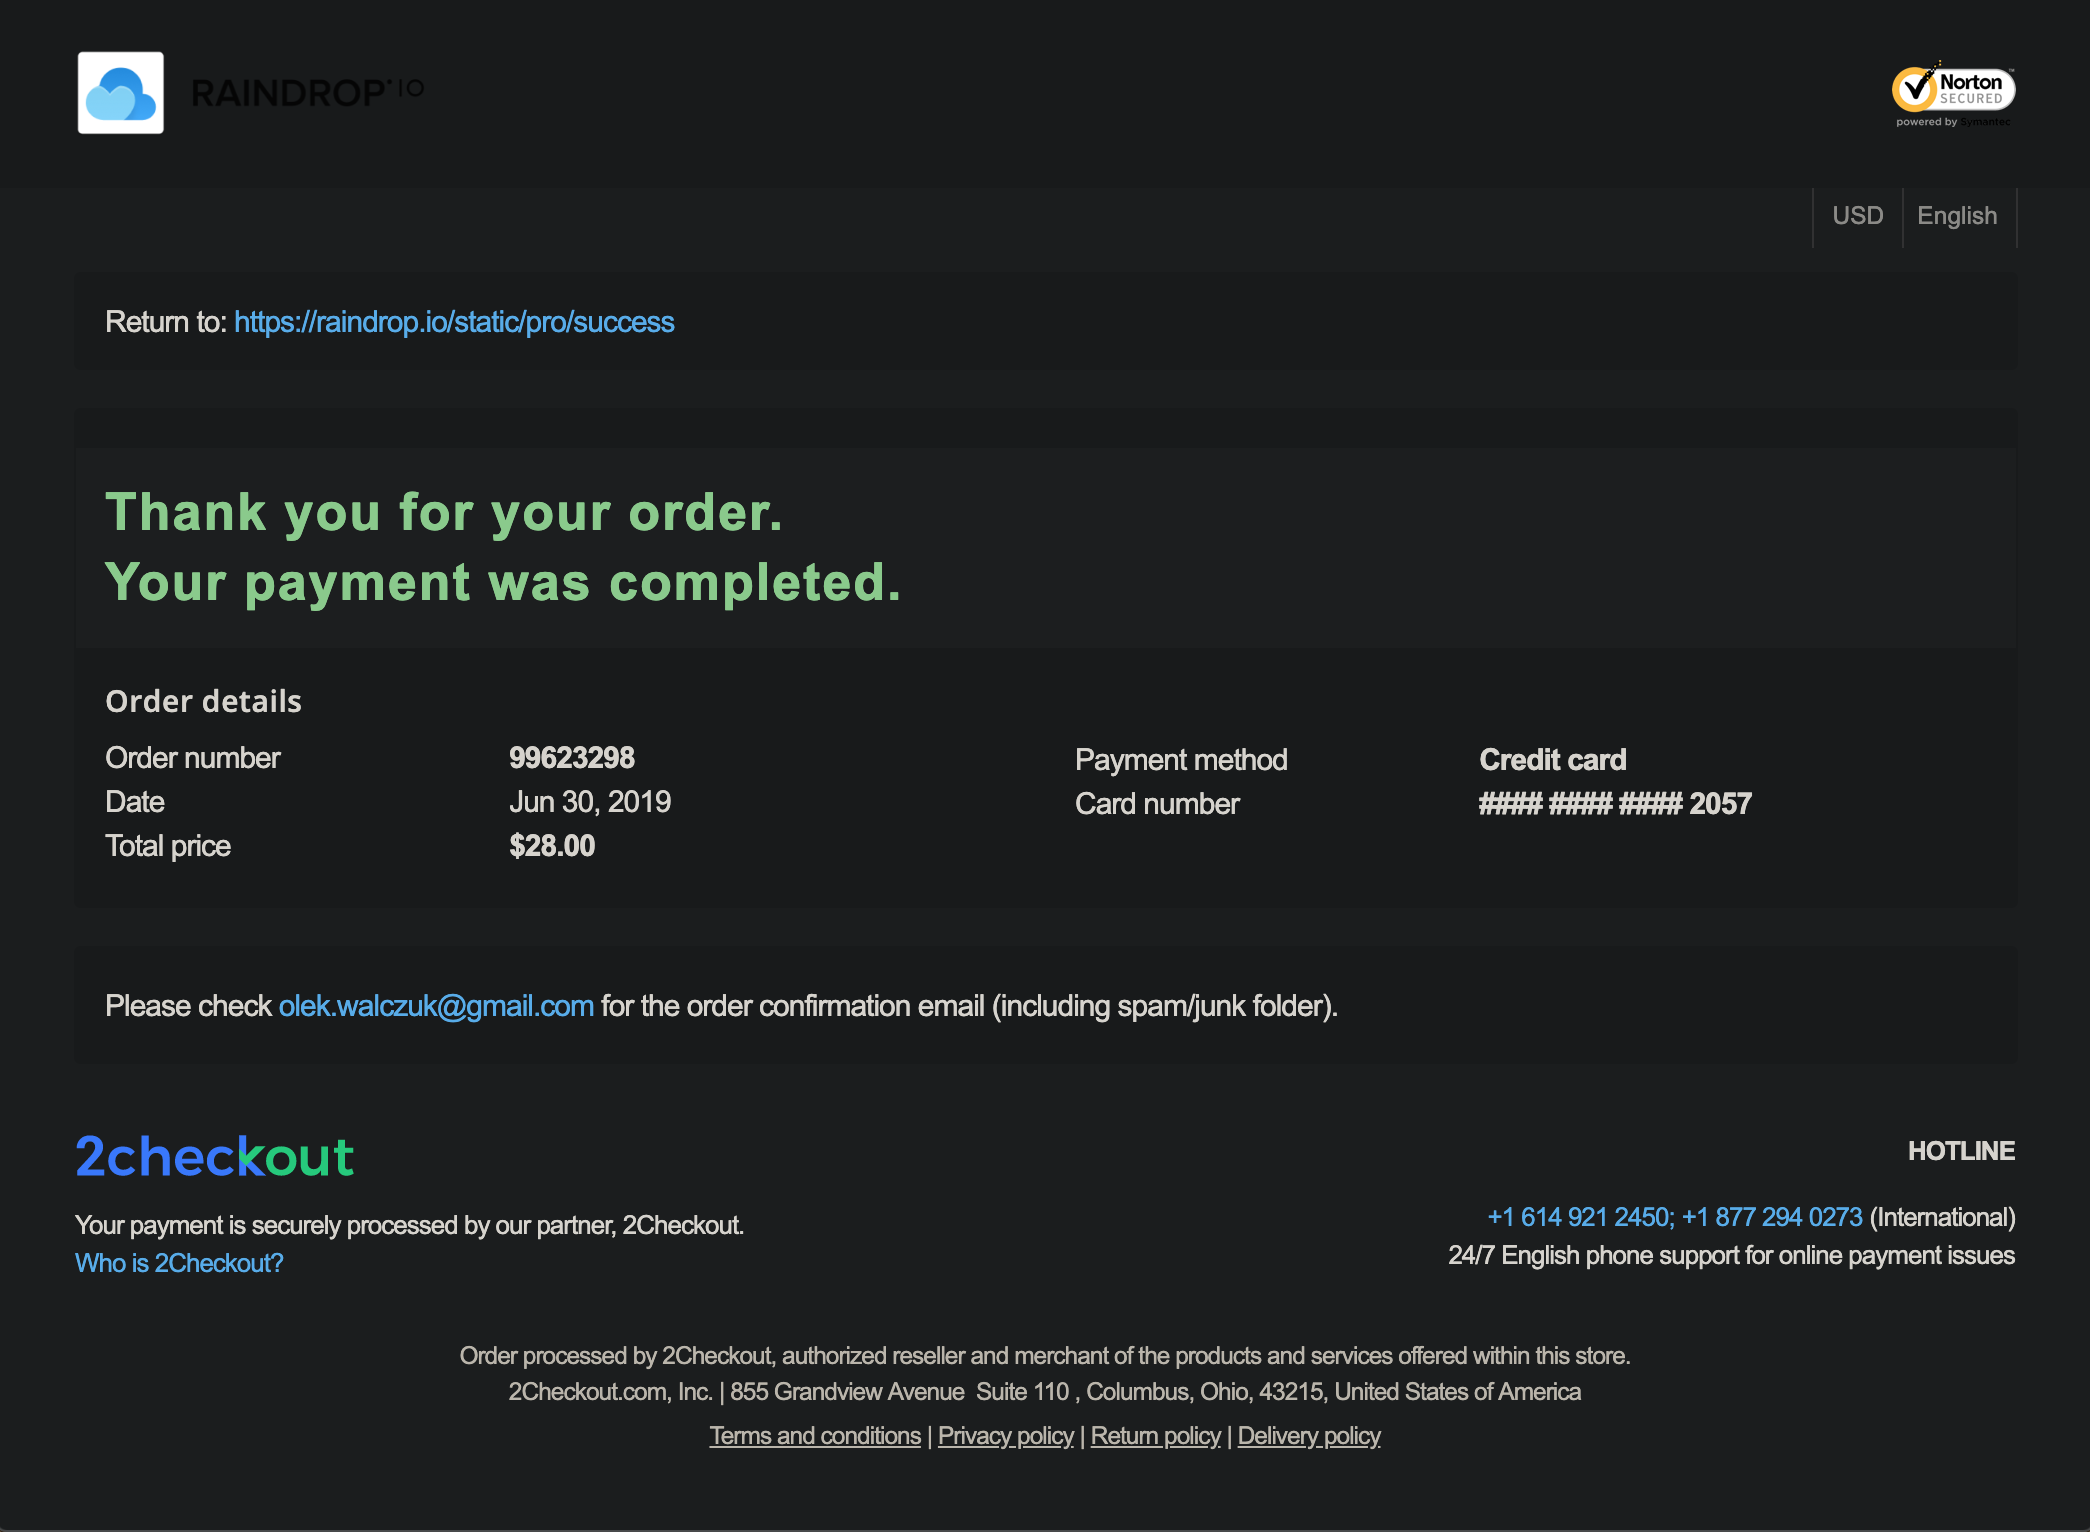 RAINDROP.IO
Norton
SECURED
powered by Symantec
USD
English
Return to: https://raindrop.io/static/pro/success
Thank you for your order.
Your payment was completed.
Order details
Order number 99623298
Date Jun 30, 2019
Total price $28.00
Payment method Credit card
Card number #### #### #### 2057
Please check olek.walczuk@gmail.com for the order confirmation email (including spam/junk folder).
2checkout
Your payment is securely processed by our partner, 2Checkout.
Who is 2Checkout?
HOTLINE
+1 614 921 2450; +1 877 294 0273 (International)
24/7 English phone support for online payment issues
Order processed by 2Checkout, authorized reseller and merchant of the products and services offered within this store.
2Checkout.com, Inc. | 855 Grandview Avenue  Suite 110 , Columbus, Ohio, 43215, United States of America
Terms and conditions | Privacy policy | Return policy | Delivery policy